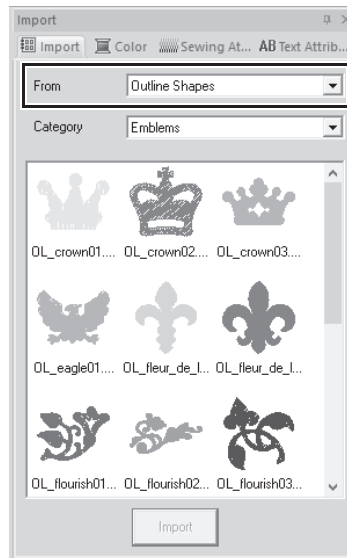 Import
Import Color Sewing At... AB Text Attrib...
From Outline Shapes
Category Emblems
OL_crown01.... OL_crown02.... OL_crown03....
OL_eagle01.... OL_fleur_de_l... OL_fleur_de_l...
OL_flourish01... OL_flourish02... OL_flourish03...
Import